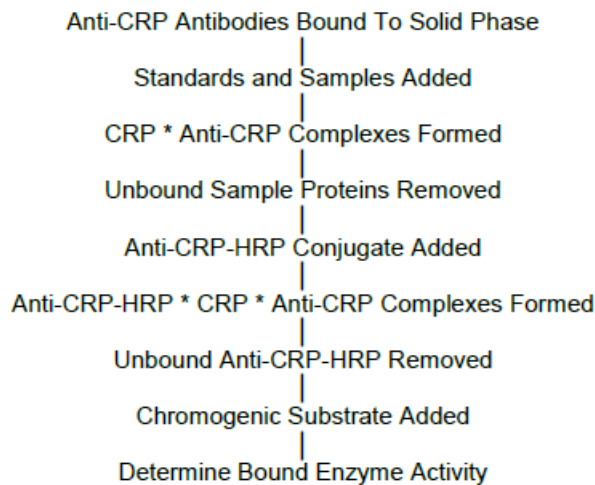 Anti-CRP Antibodies Bound To Solid Phase
Standards and Samples Added
CRP * Anti-CRP Complexes Formed
Unbound Sample Proteins Removed
Anti-CRP-HRP Conjugate Added
Anti-CRP-HRP * CRP * Anti-CRP Complexes Formed
Unbound Anti-CRP-HRP Removed
Chromogenic Substrate Added
Determine Bound Enzyme Activity